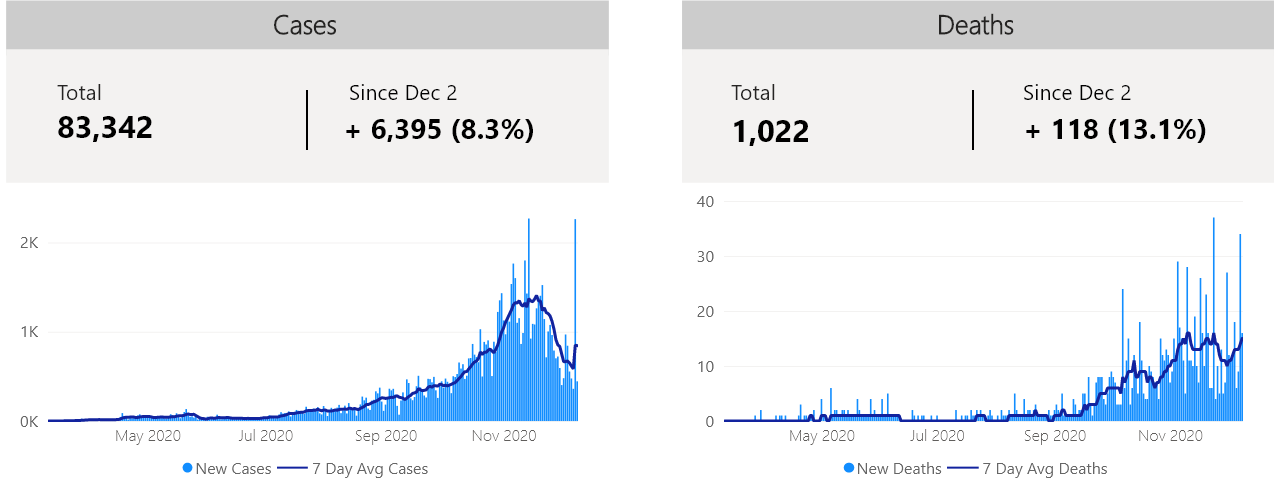 Cases
Total
Since Dec 2
83,342
+ 6,395 (8.3%)
2K
1K
0K
May 2020
Jul 2020
Sep 2020
Nov 2020
New Cases
7 Day Avg Cases
Deaths
Total
Since Dec 2
1,022
+ 118 (13.1%)
40
30
20
10
0
May 2020
Jul 2020
Sep 2020
Nov 2020
New Deaths
7 Day Avg Deaths